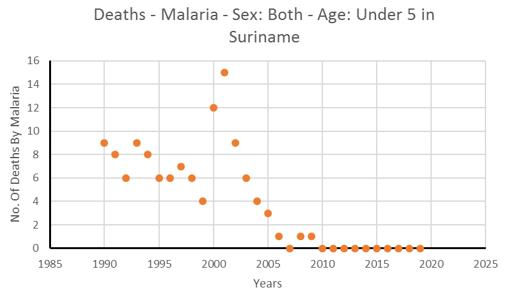 Deaths - Malaria - Sex: Both - Age: Under 5 in
Suriname
No. Of Deaths By Malaria
16
14
12
10
8
6
4
2
0
1985 1990 1995 2000 2005 2010 2015 2020 2025
Years